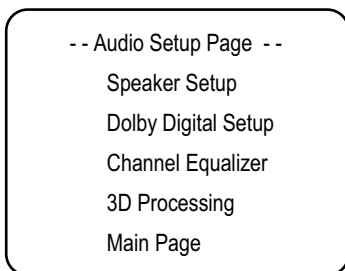 - - Audio Setup Page - -
Speaker Setup
Dolby Digital Setup
Channel Equalizer
3D Processing
Main Page